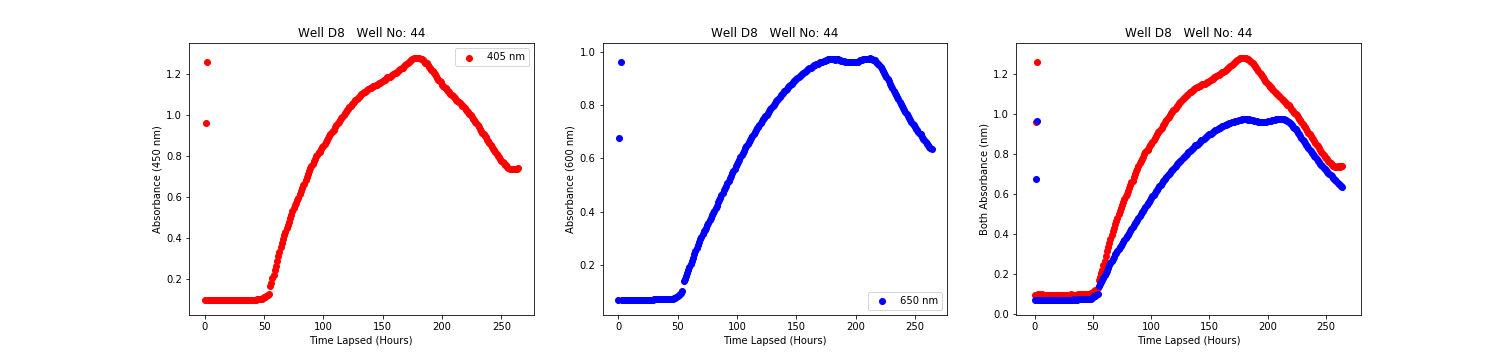 Well D8   Well No: 44
405 nm
Absorbance (450 nm)
1.2
1.0
0.8
0.6
0.4
0.2
0 50 100 150 200 250
Time Lapsed (Hours)
Well D8   Well No: 44
650 nm
Absorbance (600 nm)
1.0
0.8
0.6
0.4
0.2
0 50 100 150 200 250
Time Lapsed (Hours)
Well D8   Well No: 44
Both Absorbance (nm)
1.2
1.0
0.8
0.6
0.4
0.2
0.0
0 50 100 150 200 250
Time Lapsed (Hours)